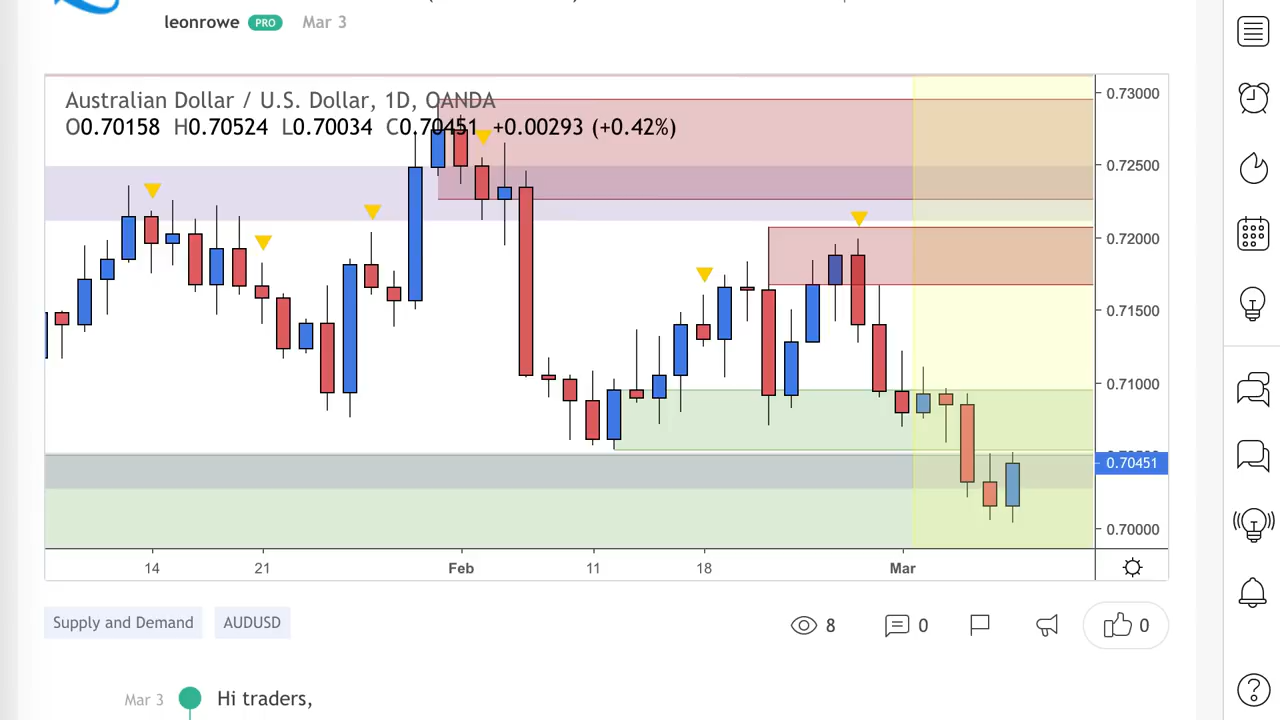 leonrowe PRO Mar 3
Australian Dollar / U.S. Dollar, 1D, OANDA
O0.70158 H0.70524 L0.70034 C0.70451 +0.00293 (+0.42%)
0.73000
0.72500
0.72000
0.71500
0.71000
0.70451
0.70000
14 21 Feb 11 18 Mar
Supply and Demand AUDUSD
8 0 0
Mar 3 Hi traders,